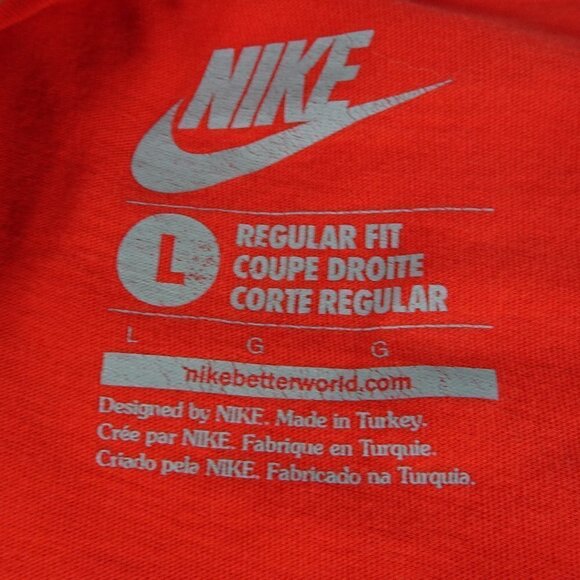 NIKE
L
REGULAR FIT
COUPE DROITE
CORTE REGULAR
L G G
nikebetterworld.com
Designed by NIKE. Made in Turkey.
Crée par NIKE. Fabrique en Turquie.
Criado pela NIKE. Fabricado na Turquia.